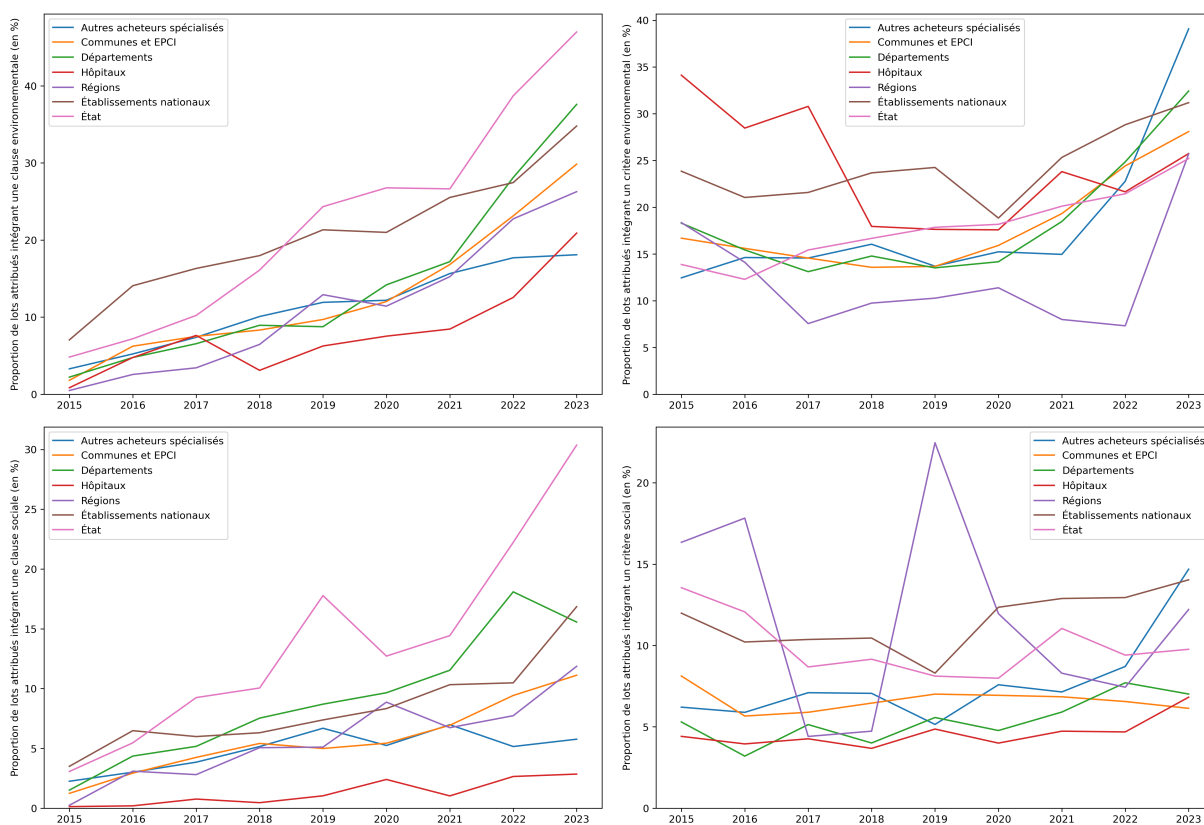 Proportion de lots attribués intégrant une clause environnementale (en %)
Autres acheteurs spécialisés
Communes et EPCI
Départements
Hôpitaux
Régions
Établissements nationaux
État
40
30
20
10
0
2015 2016 2017 2018 2019 2020 2021 2022 2023
Proportion de lots attribués intégrant un critère environnemental (en %)
Autres acheteurs spécialisés
Communes et EPCI
Départements
Hôpitaux
Régions
Établissements nationaux
État
40
35
30
25
20
15
10
5
0
2015 2016 2017 2018 2019 2020 2021 2022 2023
Proportion de lots attribués intégrant une clause sociale (en %)
Autres acheteurs spécialisés
Communes et EPCI
Départements
Hôpitaux
Régions
Établissements nationaux
État
30
25
20
15
10
5
0
2015 2016 2017 2018 2019 2020 2021 2022 2023
Proportion de lots attribués intégrant un critère social (en %)
Autres acheteurs spécialisés
Communes et EPCI
Départements
Hôpitaux
Régions
Établissements nationaux
État
20
15
10
5
0
2015 2016 2017 2018 2019 2020 2021 2022 2023